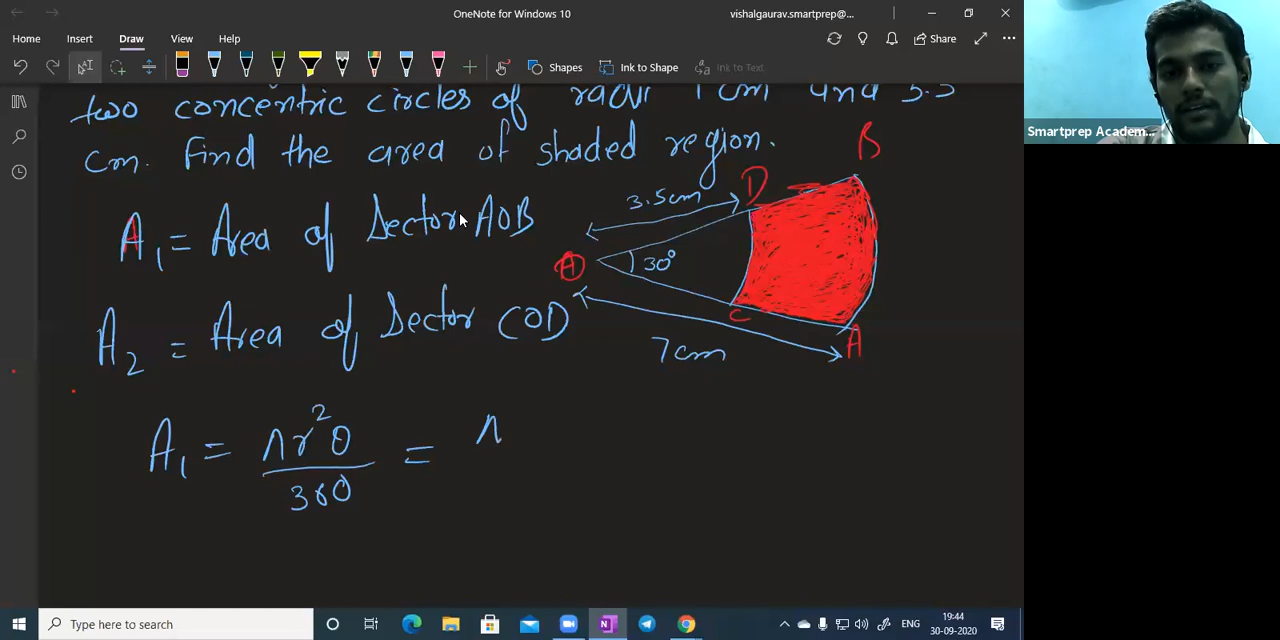 OneNote for Windows 10
vishalgaurav.smartprep@...
Home Insert Draw View Help
Share
Shapes
Ink to Shape
Ink to Text
two concentric circles of radii 7 cm and 3.5
cm. Find the area of shaded region.
A₁ = Area of Sector AOB
A₂ = Area of Sector COD
3.5cm
D
B
30°
C
A
7cm
A₁ = πr²θ/360 = π
Smartprep Academ...
Type here to search
ENG
19:44
30-09-2020